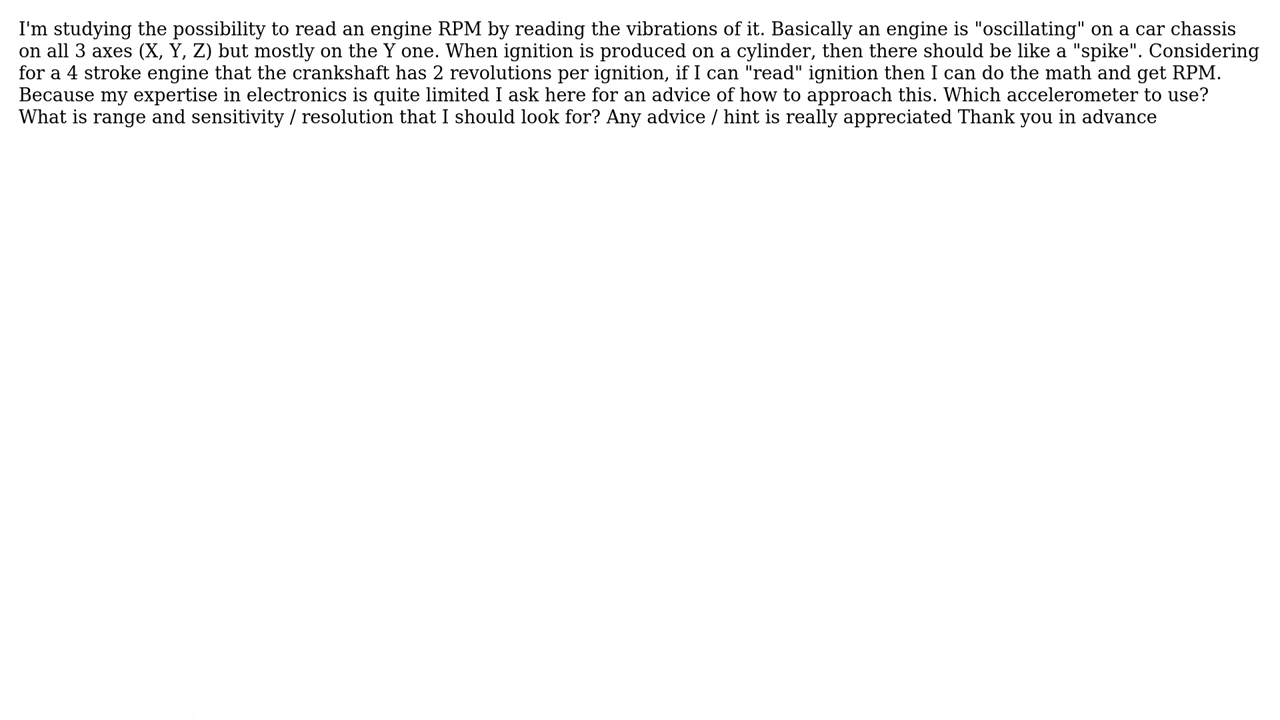 I'm studying the possibility to read an engine RPM by reading the vibrations of it. Basically an engine is "oscillating" on a car chassis
on all 3 axes (X, Y, Z) but mostly on the Y one. When ignition is produced on a cylinder, then there should be like a "spike". Considering
for a 4 stroke engine that the crankshaft has 2 revolutions per ignition, if I can "read" ignition then I can do the math and get RPM.
Because my expertise in electronics is quite limited I ask here for an advice of how to approach this. Which accelerometer to use?
What is range and sensitivity / resolution that I should look for? Any advice / hint is really appreciated Thank you in advance